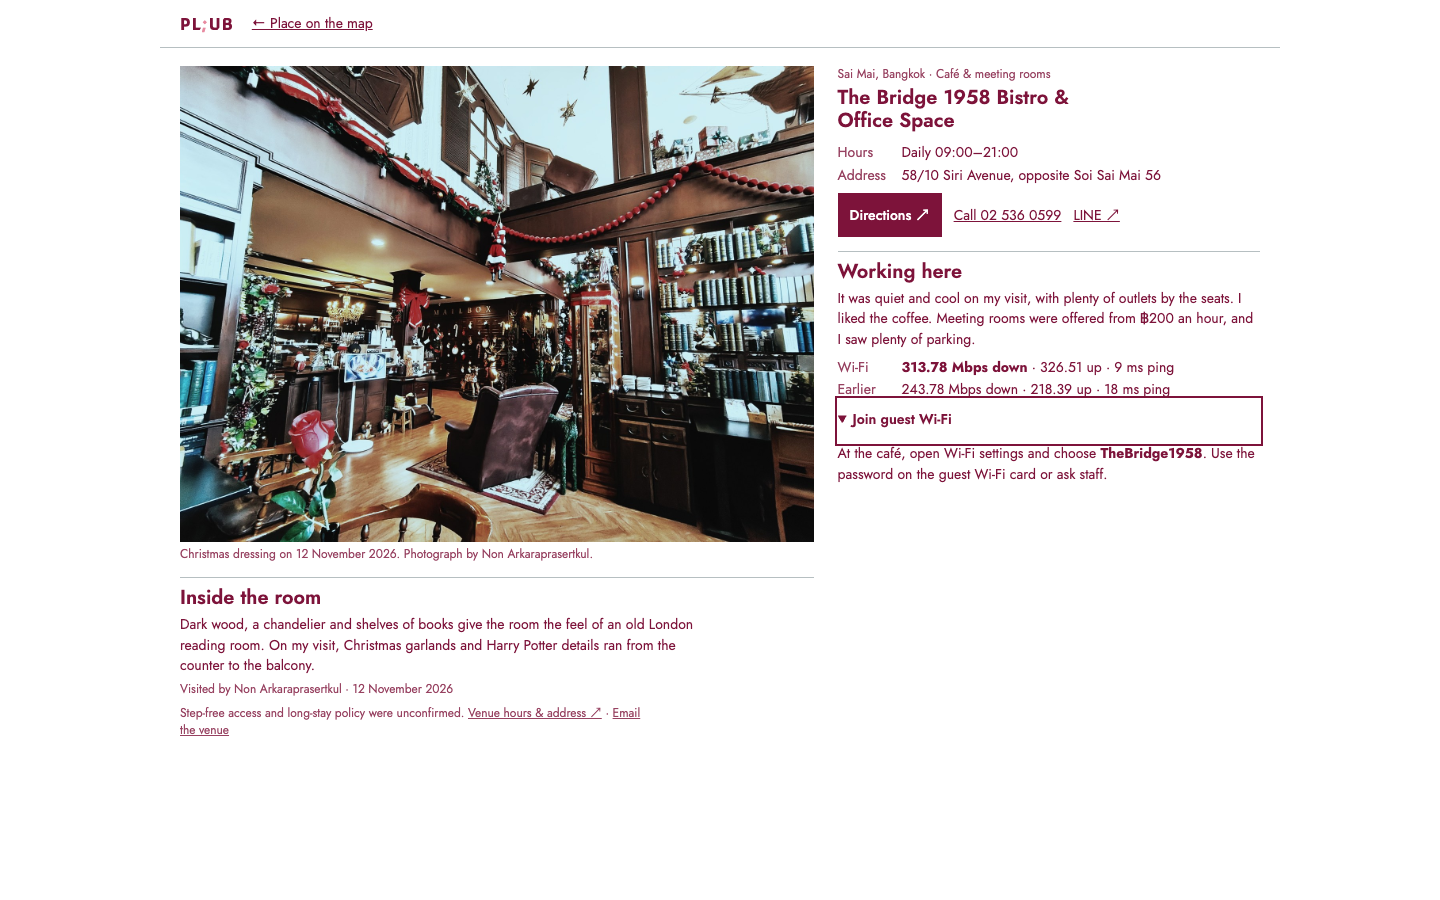 PL;UB
← Place on the map
MAILBOX
Christmas dressing on 12 November 2026. Photograph by Non Arkaraprasertkul.
Inside the room
Dark wood, a chandelier and shelves of books give the room the feel of an old London
reading room. On my visit, Christmas garlands and Harry Potter details ran from the
counter to the balcony.
Visited by Non Arkaraprasertkul · 12 November 2026
Step-free access and long-stay policy were unconfirmed. Venue hours & address ↗ · Email
the venue
Sai Mai, Bangkok · Café & meeting rooms
The Bridge 1958 Bistro &
Office Space
Hours Daily 09:00–21:00
Address 58/10 Siri Avenue, opposite Soi Sai Mai 56
Directions ↗ Call 02 536 0599 LINE ↗
Working here
It was quiet and cool on my visit, with plenty of outlets by the seats. I
liked the coffee. Meeting rooms were offered from ฿200 an hour, and
I saw plenty of parking.
Wi-Fi 313.78 Mbps down · 326.51 up · 9 ms ping
Earlier 243.78 Mbps down · 218.39 up · 18 ms ping
▼ Join guest Wi-Fi
At the café, open Wi-Fi settings and choose TheBridge1958. Use the
password on the guest Wi-Fi card or ask staff.